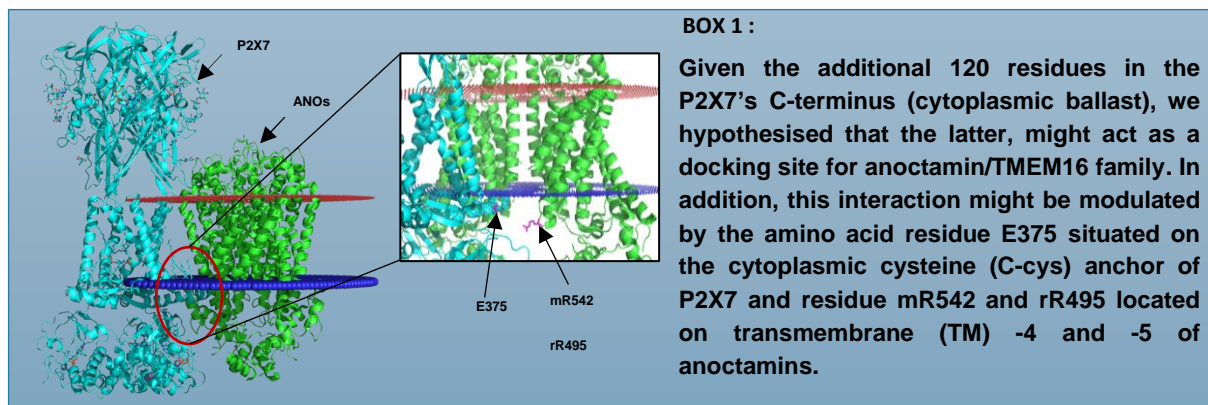 P2X7
ANOs
E375
mR542
rR495
BOX 1 :
Given the additional 120 residues in the
P2X7’s C-terminus (cytoplasmic ballast), we
hypothesised that the latter, might act as a
docking site for anoctamin/TMEM16 family. In
addition, this interaction might be modulated
by the amino acid residue E375 situated on
the cytoplasmic cysteine (C-cys) anchor of
P2X7 and residue mR542 and rR495 located
on transmembrane (TM) -4 and -5 of
anoctamins.